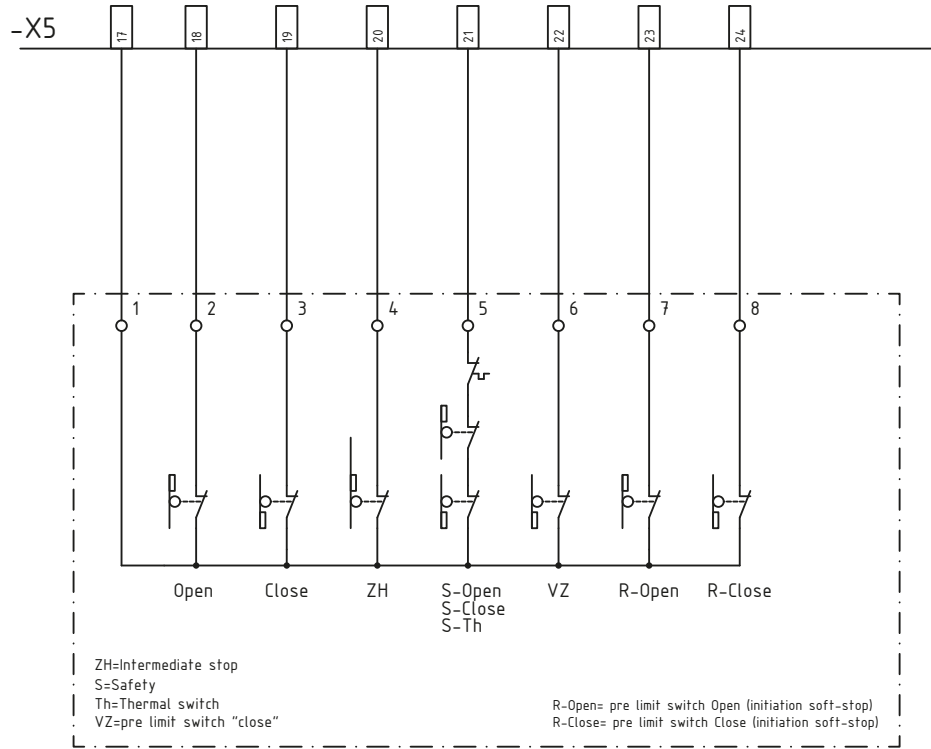 -X5
17 18 19 20 21 22 23 24
1 2 3 4 5 6 7 8
Open Close ZH S-Open VZ R-Open R-Close
S-Close
S-Th
ZH=Intermediate stop
S=Safety
Th=Thermal switch
VZ=pre limit switch "close"
R-Open= pre limit switch Open (initiation soft-stop)
R-Close= pre limit switch Close (initiation soft-stop)